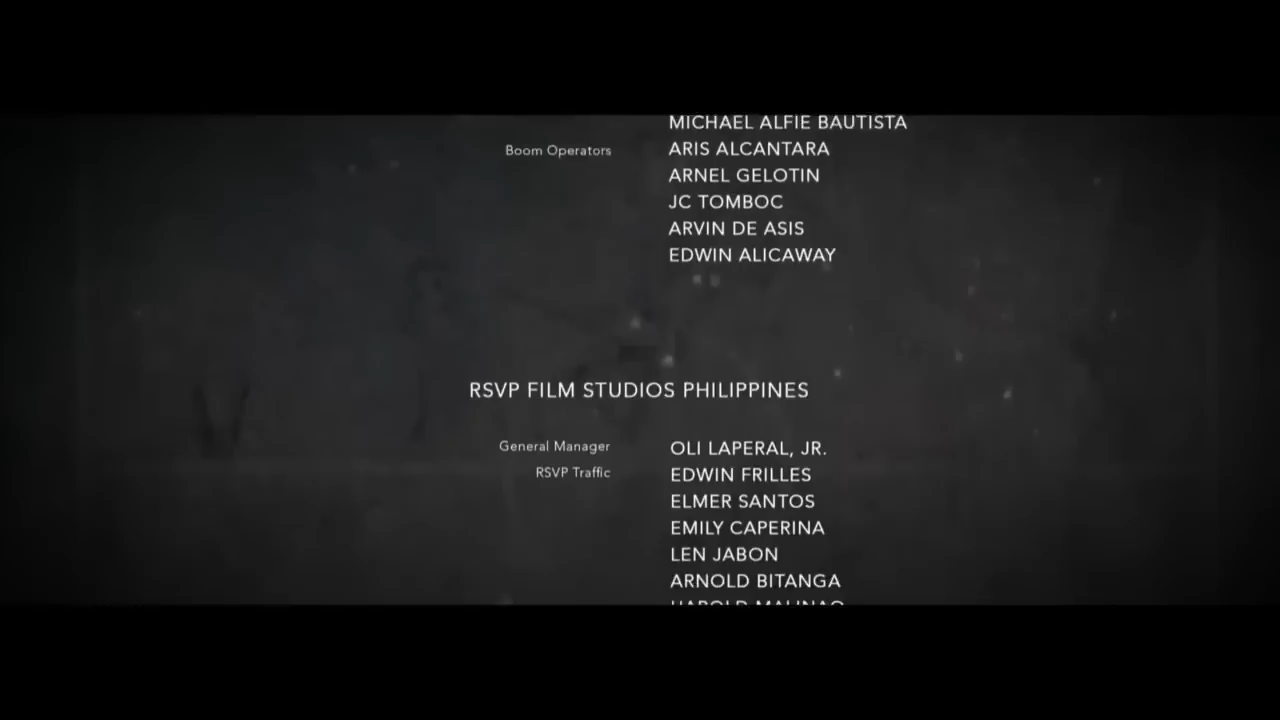 MICHAEL ALFIE BAUTISTA
Boom Operators ARIS ALCANTARA
ARNEL GELOTIN
JC TOMBOC
ARVIN DE ASIS
EDWIN ALICAWAY
RSVP FILM STUDIOS PHILIPPINES
General Manager OLI LAPERAL, JR.
RSVP Traffic EDWIN FRILLES
ELMER SANTOS
EMILY CAPERINA
LEN JABON
ARNOLD BITANGA
HAROLD